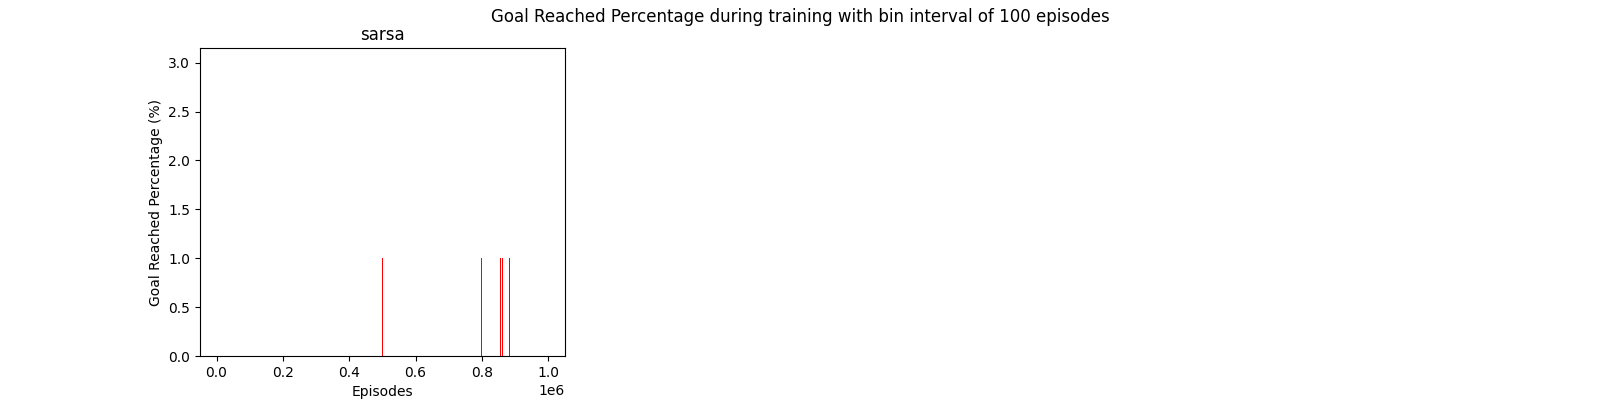 Goal Reached Percentage during training with bin interval of 100 episodes
sarsa
Goal Reached Percentage (%)
3.0
2.5
2.0
1.5
1.0
0.5
0.0
0.0 0.2 0.4 0.6 0.8 1.0
1e6
Episodes